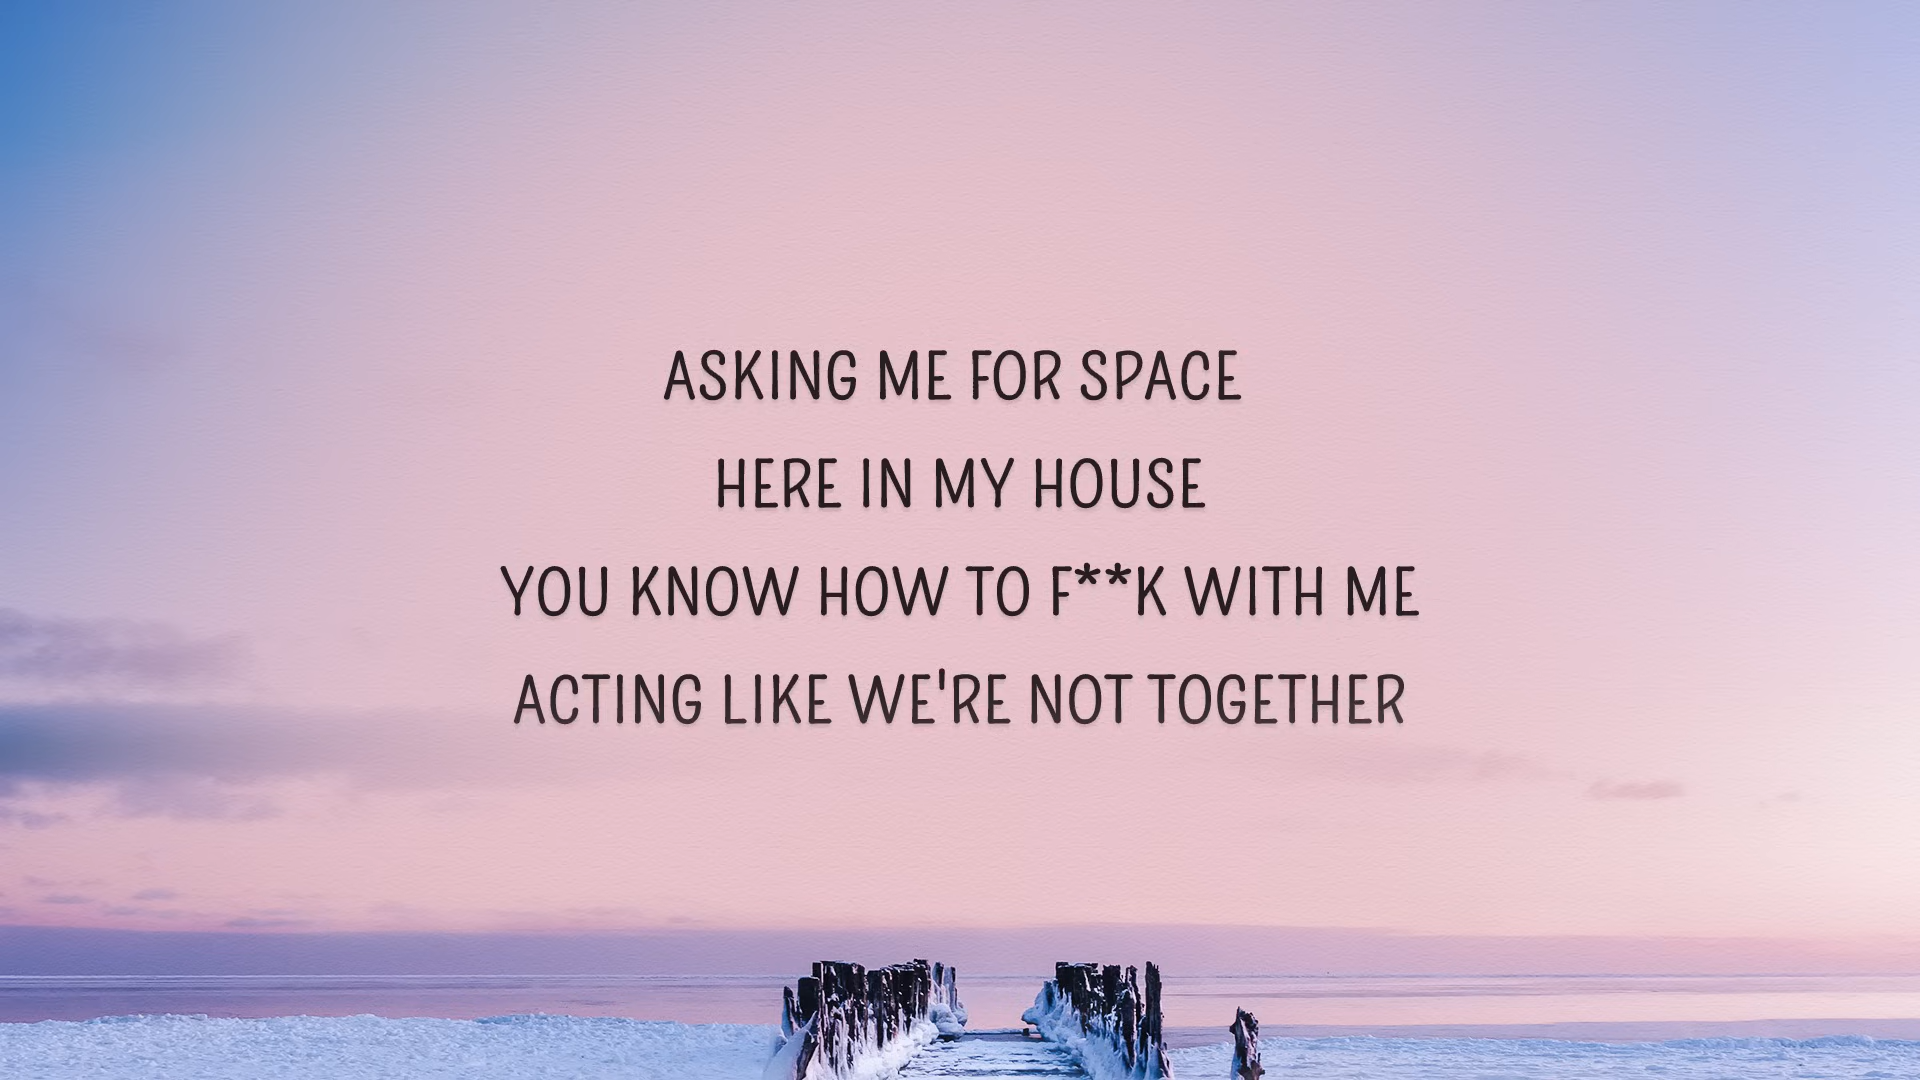 ASKING ME FOR SPACE
HERE IN MY HOUSE
YOU KNOW HOW TO F**K WITH ME
ACTING LIKE WE'RE NOT TOGETHER